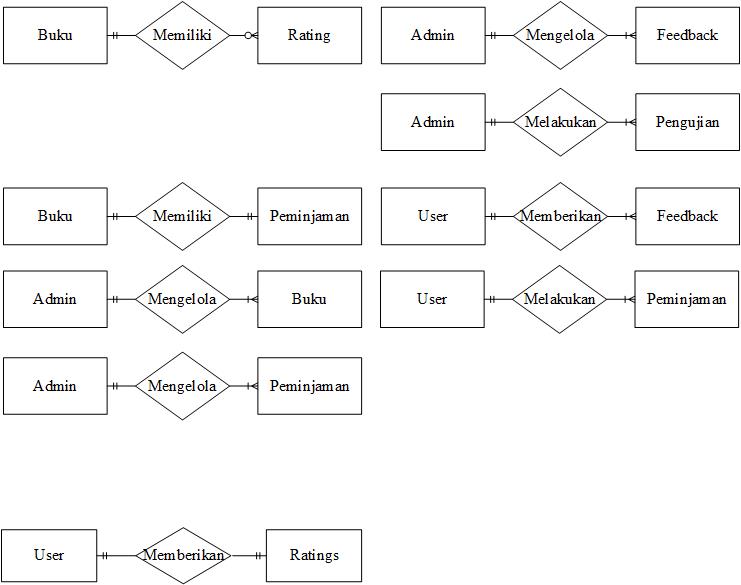 Buku Memiliki Rating
Admin Mengelola Feedback
Admin Melakukan Pengujian
Buku Memiliki Peminjaman
User Memberikan Feedback
Admin Mengelola Buku
User Melakukan Peminjaman
Admin Mengelola Peminjaman
User Memberikan Ratings